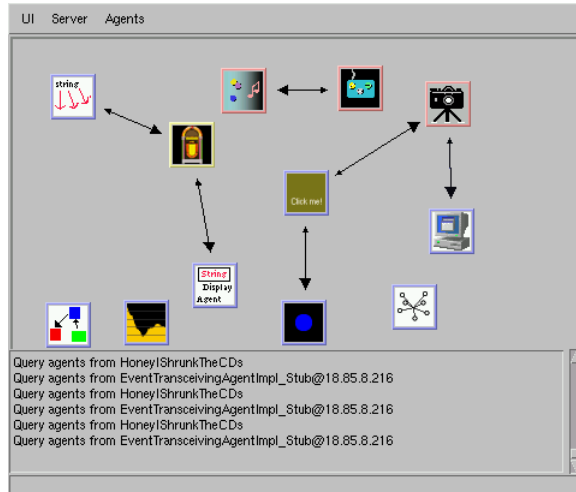 UI Server Agents
string
Click me!
String
Display
Agent
Query agents from HoneyIShrunkTheCDs
Query agents from EventTransceivingAgentImpl_Stub@18.85.8.216
Query agents from HoneyIShrunkTheCDs
Query agents from EventTransceivingAgentImpl_Stub@18.85.8.216
Query agents from HoneyIShrunkTheCDs
Query agents from EventTransceivingAgentImpl_Stub@18.85.8.216